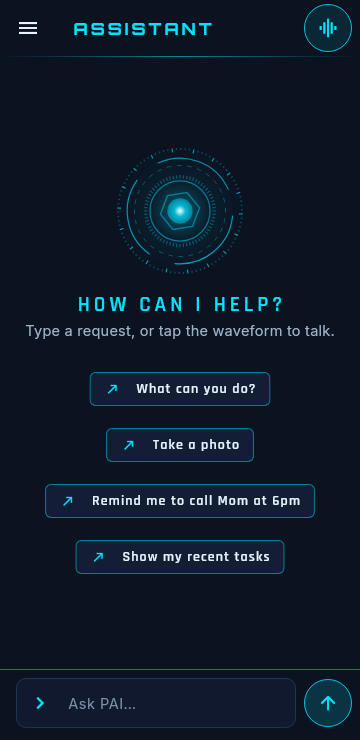 ASSISTANT
HOW CAN I HELP?
Type a request, or tap the waveform to talk.
What can you do?
Take a photo
Remind me to call Mom at 6pm
Show my recent tasks
Ask PAI...